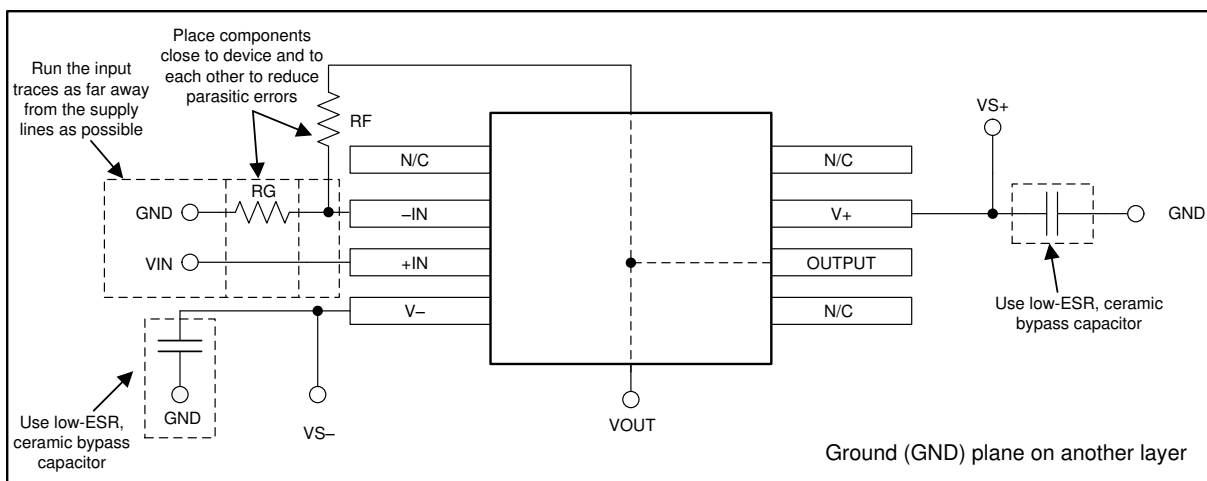 Place components
close to device and to
each other to reduce
parasitic errors
Run the input
traces as far away
from the supply
lines as possible
RF
VS+
N/C
N/C
RG
GND
–IN
V+
GND
VIN
+IN
OUTPUT
V–
N/C
Use low-ESR, ceramic
bypass capacitor
GND
VS–
VOUT
Use low-ESR,
ceramic bypass
capacitor
Ground (GND) plane on another layer